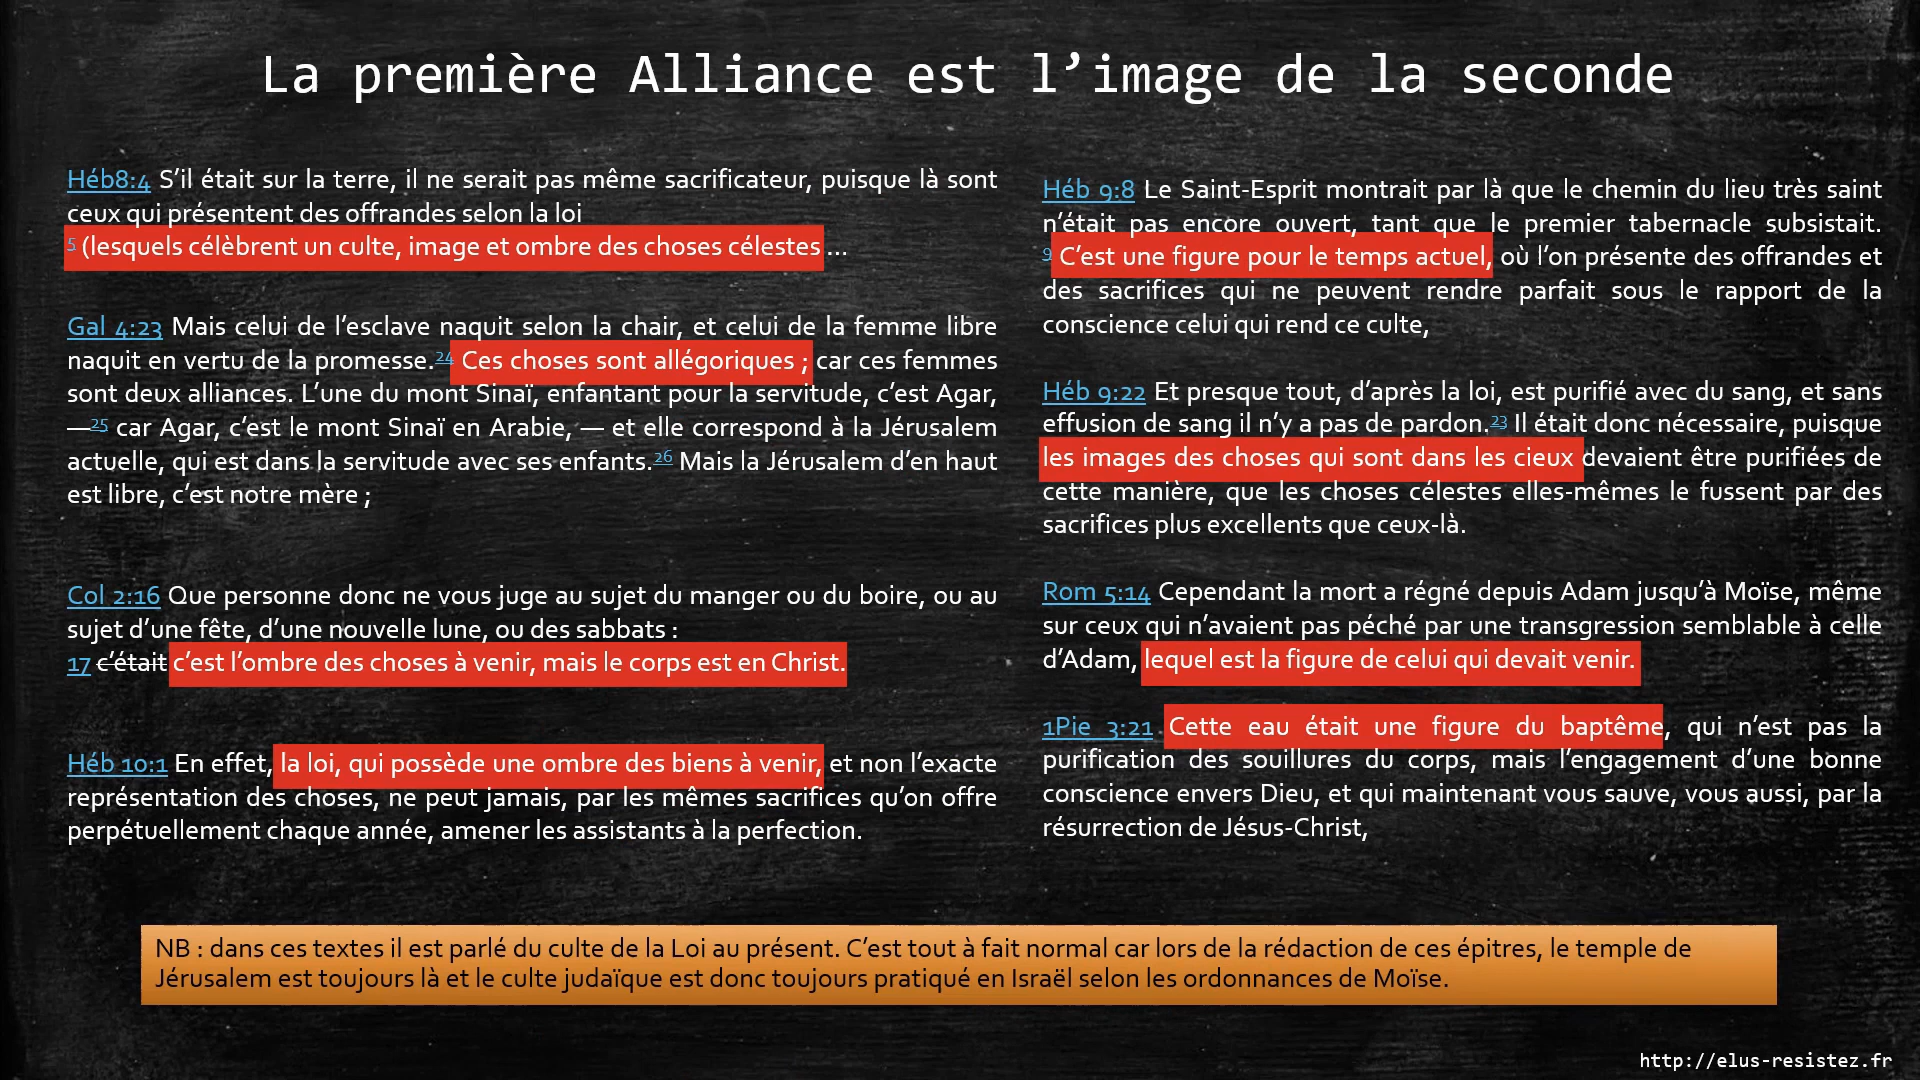 La première Alliance est l’image de la seconde
Héb8:4 S’il était sur la terre, il ne serait pas même sacrificateur, puisque là sont
ceux qui présentent des offrandes selon la loi
5 (lesquels célèbrent un culte, image et ombre des choses célestes ...
Gal 4:23 Mais celui de l’esclave naquit selon la chair, et celui de la femme libre
naquit en vertu de la promesse.24 Ces choses sont allégoriques ; car ces femmes
sont deux alliances. L’une du mont Sinaï, enfantant pour la servitude, c’est Agar,
—25 car Agar, c’est le mont Sinaï en Arabie, — et elle correspond à la Jérusalem
actuelle, qui est dans la servitude avec ses enfants.26 Mais la Jérusalem d’en haut
est libre, c’est notre mère ;
Col 2:16 Que personne donc ne vous juge au sujet du manger ou du boire, ou au
sujet d’une fête, d’une nouvelle lune, ou des sabbats :
17 c’était c’est l’ombre des choses à venir, mais le corps est en Christ.
Héb 10:1 En effet, la loi, qui possède une ombre des biens à venir, et non l’exacte
représentation des choses, ne peut jamais, par les mêmes sacrifices qu’on offre
perpétuellement chaque année, amener les assistants à la perfection.
Héb 9:8 Le Saint-Esprit montrait par là que le chemin du lieu très saint
n’était pas encore ouvert, tant que le premier tabernacle subsistait.
9 C’est une figure pour le temps actuel, où l’on présente des offrandes et
des sacrifices qui ne peuvent rendre parfait sous le rapport de la
conscience celui qui rend ce culte,
Héb 9:22 Et presque tout, d’après la loi, est purifié avec du sang, et sans
effusion de sang il n’y a pas de pardon.23 Il était donc nécessaire, puisque
les images des choses qui sont dans les cieux devaient être purifiées de
cette manière, que les choses célestes elles-mêmes le fussent par des
sacrifices plus excellents que ceux-là.
Rom 5:14 Cependant la mort a régné depuis Adam jusqu’à Moïse, même
sur ceux qui n’avaient pas péché par une transgression semblable à celle
d’Adam, lequel est la figure de celui qui devait venir.
1Pie 3:21 Cette eau était une figure du baptême, qui n’est pas la
purification des souillures du corps, mais l’engagement d’une bonne
conscience envers Dieu, et qui maintenant vous sauve, vous aussi, par la
résurrection de Jésus-Christ,
NB : dans ces textes il est parlé du culte de la Loi au présent. C’est tout à fait normal car lors de la rédaction de ces épitres, le temple de
Jérusalem est toujours là et le culte judaïque est donc toujours pratiqué en Israël selon les ordonnances de Moïse.
http://elus-resistez.fr